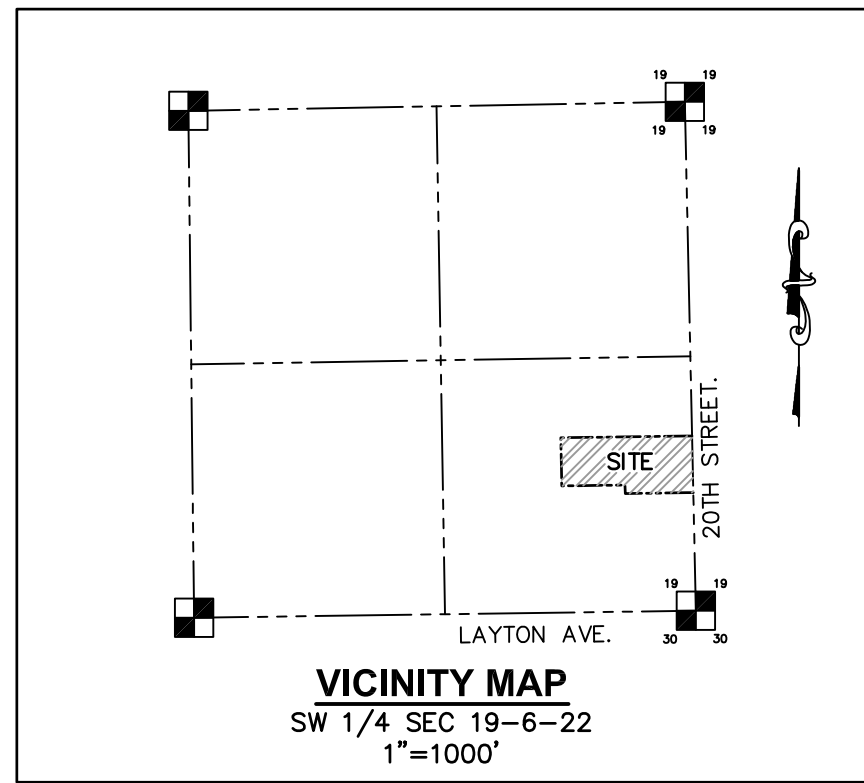 19 19
19 19
SITE
20TH STREET.
19 19
30 30
LAYTON AVE.
VICINITY MAP
SW 1/4 SEC 19-6-22
1"=1000'